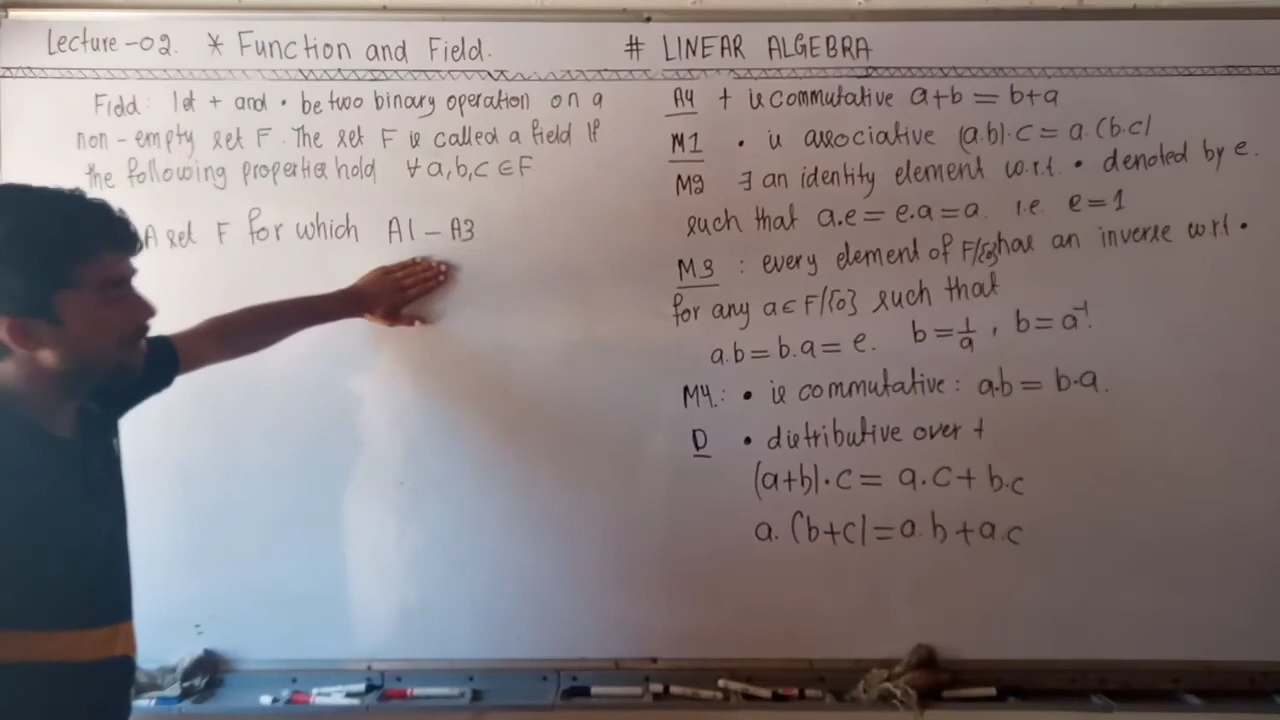 Lecture-02. * Function and Field.
# LINEAR ALGEBRA
Field: let + and • be two binary operation on a
non-empty set F. The set F is called a field if
the following properties hold ∀ a,b,c ∈ F
A set F for which A1 – A3
A4 + is commutative a+b = b+a
M1 • is associative (a.b).c = a.(b.c)
M2 ∃ an identity element w.r.t. • denoted by e.
such that a.e = e.a = a. i.e. e = 1
M3 : every element of F/{0} has an inverse w.r.t •
for any a ∈ F/{0} such that
a.b = b.a = e. b = 1/a , b = a⁻¹.
M4.: • is commutative: a.b = b.a.
D • distributive over +
(a+b).c = a.c + b.c
a.(b+c) = a.b + a.c